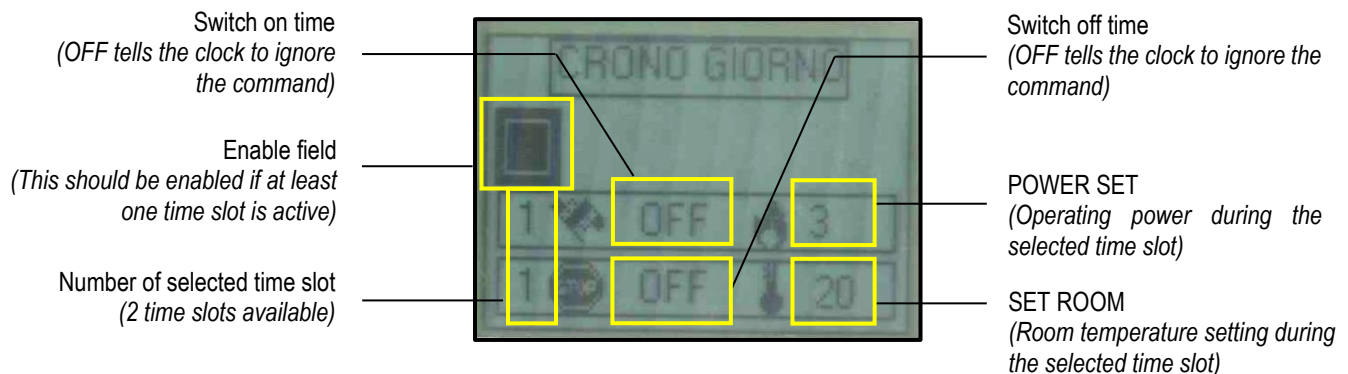 Switch on time
(OFF tells the clock to ignore
the command)
Enable field
(This should be enabled if at least
one time slot is active)
Number of selected time slot
(2 time slots available)
CRONO GIORNO
1 OFF 3
1 OFF 20
Switch off time
(OFF tells the clock to ignore the
command)
POWER SET
(Operating power during the
selected time slot)
SET ROOM
(Room temperature setting during
the selected time slot)